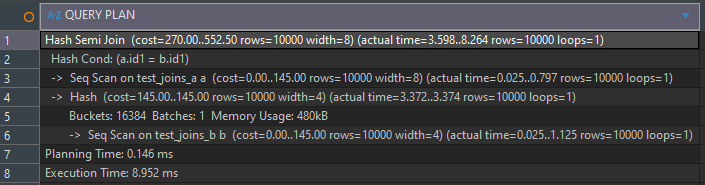 A-Z QUERY PLAN
1 Hash Semi Join (cost=270.00..552.50 rows=10000 width=8) (actual time=3.598..8.264 rows=10000 loops=1)
2 Hash Cond: (a.id1 = b.id1)
3 -> Seq Scan on test_joins_a a (cost=0.00..145.00 rows=10000 width=8) (actual time=0.025..0.797 rows=10000 loops=1)
4 -> Hash (cost=145.00..145.00 rows=10000 width=4) (actual time=3.372..3.374 rows=10000 loops=1)
5 Buckets: 16384 Batches: 1 Memory Usage: 480kB
6 -> Seq Scan on test_joins_b b (cost=0.00..145.00 rows=10000 width=4) (actual time=0.025..1.125 rows=10000 loops=1)
7 Planning Time: 0.146 ms
8 Execution Time: 8.952 ms